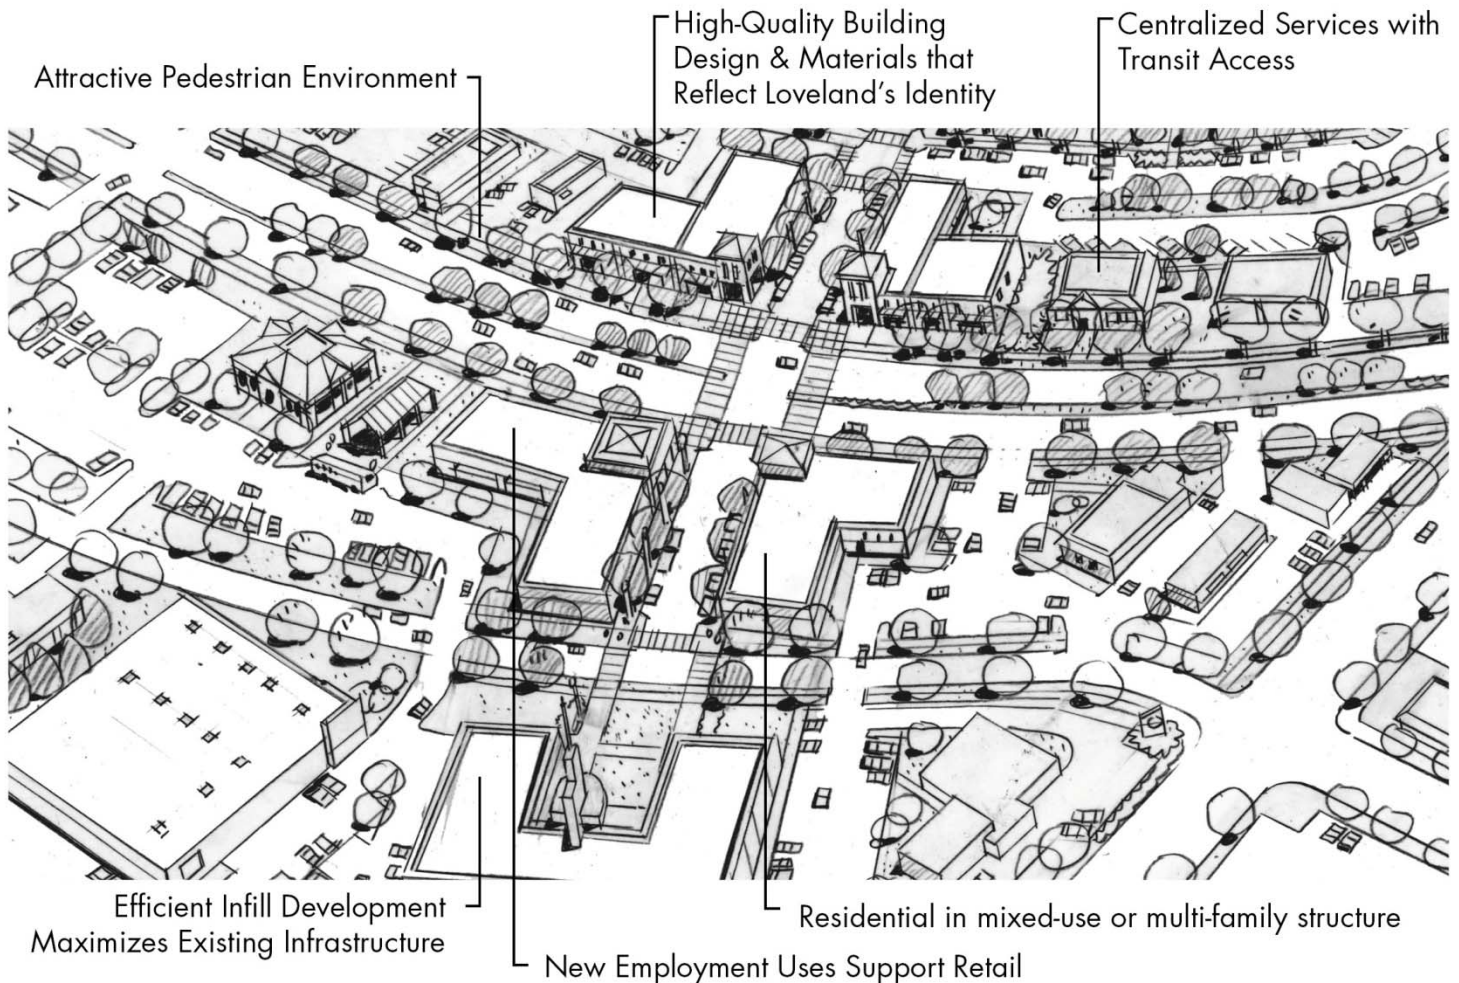 High-Quality Building
Design & Materials that
Reflect Loveland's Identity
Centralized Services with
Transit Access
Attractive Pedestrian Environment
Efficient Infill Development
Maximizes Existing Infrastructure
Residential in mixed-use or multi-family structure
New Employment Uses Support Retail